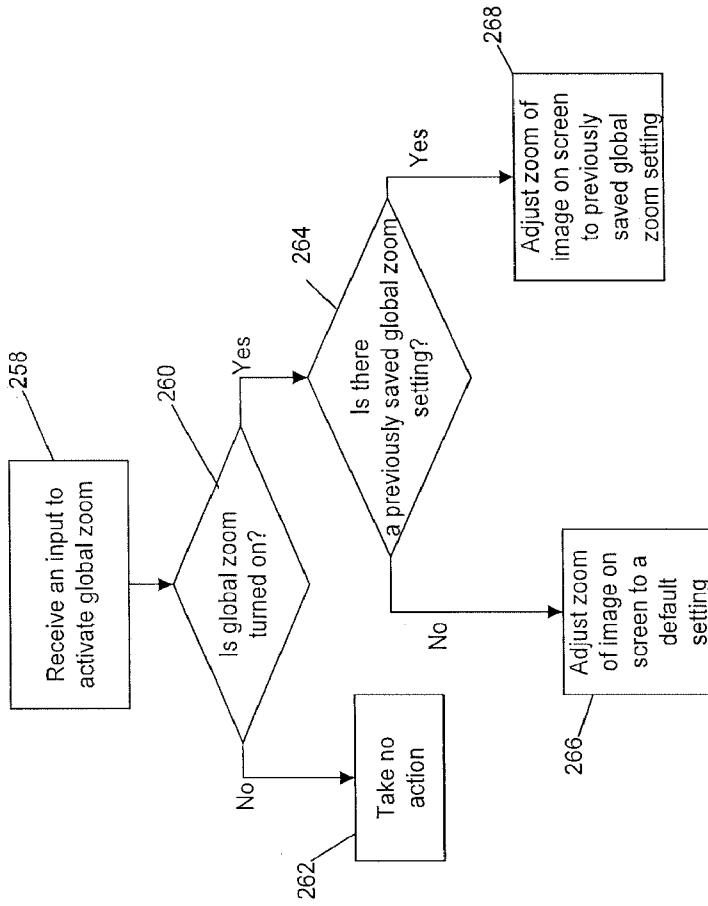 258
Receive an input to
activate global zoom
260
Is global zoom
turned on?
No
Yes
262
Take no
action
264
Is there
a previously saved global zoom
setting?
No
Yes
266
Adjust zoom
of image on
screen to a
default
setting
268
Adjust zoom of
image on screen
to previously
saved global
zoom setting